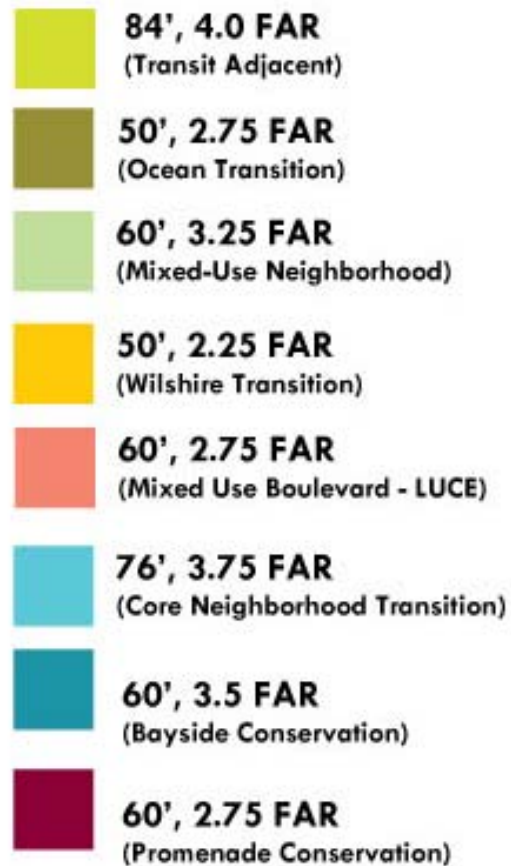 84', 4.0 FAR
(Transit Adjacent)
50', 2.75 FAR
(Ocean Transition)
60', 3.25 FAR
(Mixed-Use Neighborhood)
50', 2.25 FAR
(Wilshire Transition)
60', 2.75 FAR
(Mixed Use Boulevard - LUCE)
76', 3.75 FAR
(Core Neighborhood Transition)
60', 3.5 FAR
(Bayside Conservation)
60', 2.75 FAR
(Promenade Conservation)